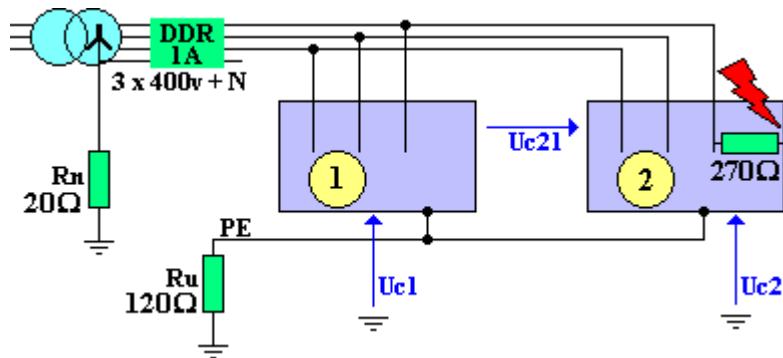 DDR
1A
3 x 400v + N
Uc21
1
2
270Ω
Rn
20Ω
PE
Ru
120Ω
Uc1
Uc2